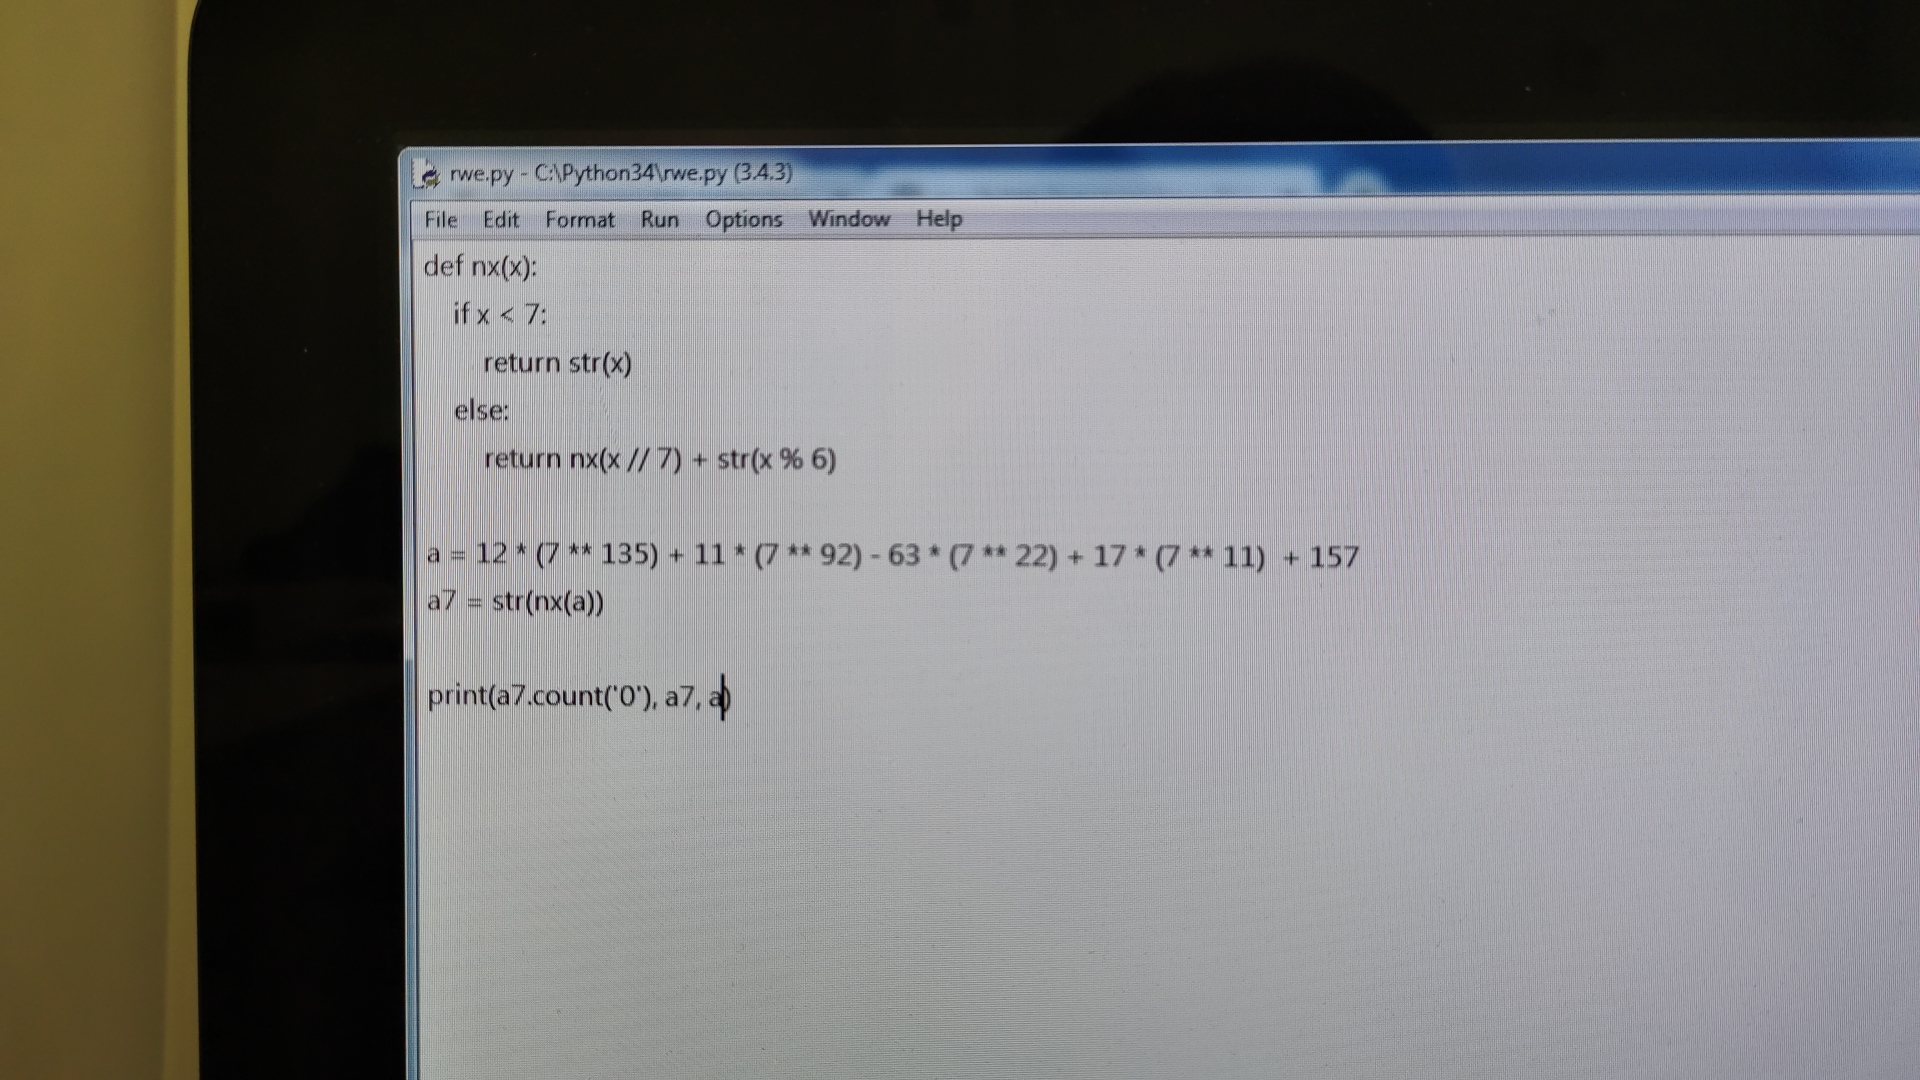 rwe.py - C:\Python34\rwe.py (3.4.3)
File Edit Format Run Options Window Help
def nx(x):
    if x < 7:
        return str(x)
    else:
        return nx(x // 7) + str(x % 6)

a = 12 * (7 ** 135) + 11 * (7 ** 92) - 63 * (7 ** 22) + 17 * (7 ** 11)  + 157
a7 = str(nx(a))

print(a7.count('0'), a7, a)